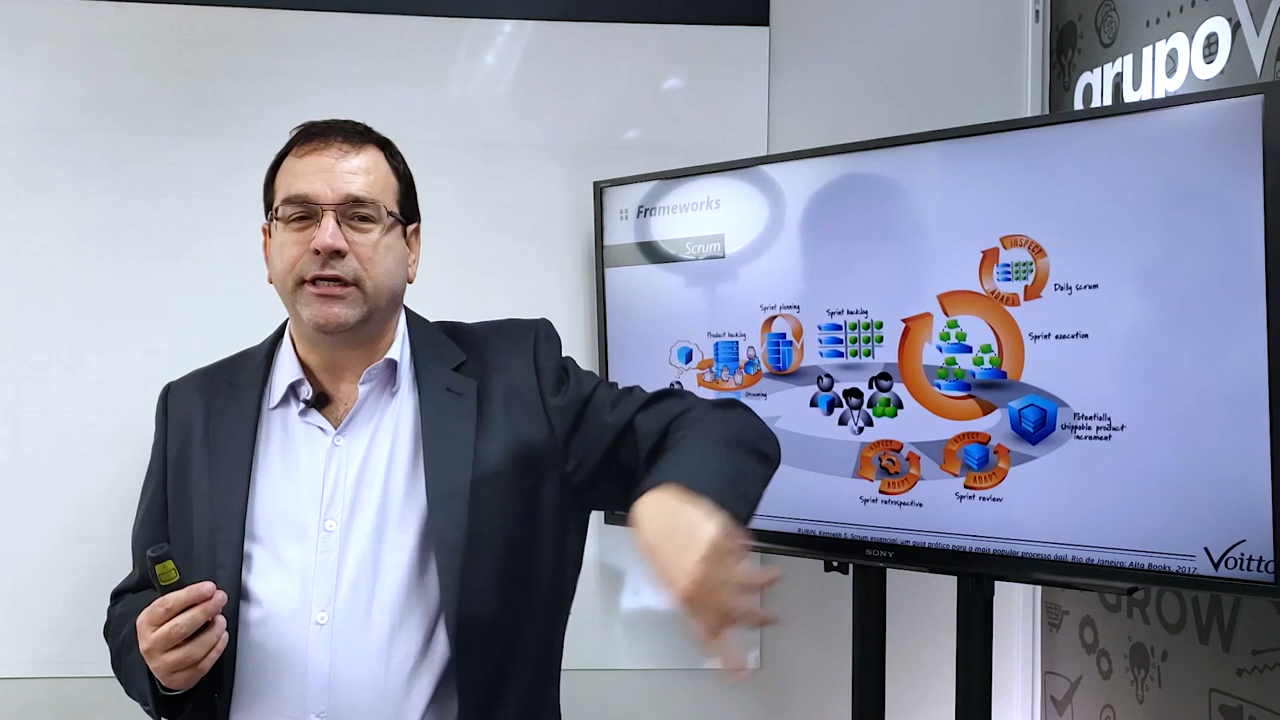 grupo V
Frameworks
Scrum
INSPECT
ADAPT
Daily scrum
Sprint planning
Sprint backlog
Product backlog
Sprint execution
Grooming
Potentially
shippable product
increment
INSPECT
ADAPT
INSPECT
ADAPT
Sprint retrospective
Sprint review
RUBIN, Kenneth S. Scrum essencial: um guia prático para o mais popular processo ágil. Rio de Janeiro: Alta Books, 2017.
Voitto
SONY
GROW